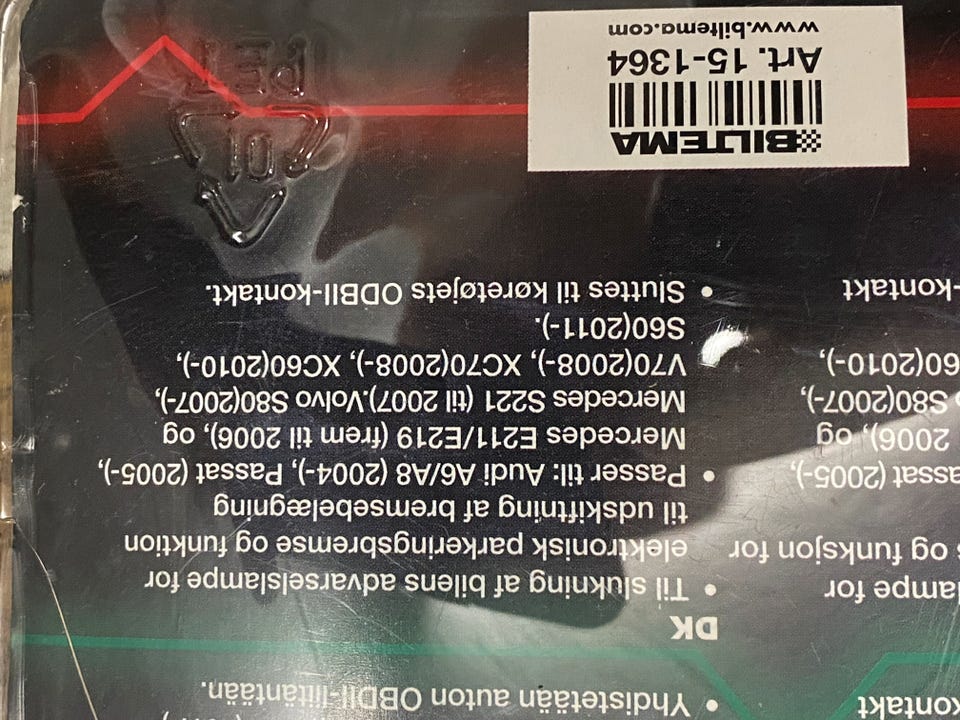 • Yhdistetään auton OBDII-liitäntään.
DK
• Til slukning af bilens advarselslampe for
elektronisk parkeringsbremse og funktion
til udskiftning af bremsebelægning
• Passer til: Audi A6/A8 (2004-), Passat (2005-),
Mercedes E211/E219 (frem til 2006), og
Mercedes S221 (til 2007).Volvo S80(2007-),
V70(2008-), XC70(2008-), XC60(2010-),
S60(2011-).
• Sluttes til køretøjets ODBII-kontakt.
kontakt
lampe for
og funksjon for
(2005-),
2006), og
S80(2007-),
60(2010-),
-kontakt
BILTEMA
Art. 15-1364
www.biltema.com
01
PET